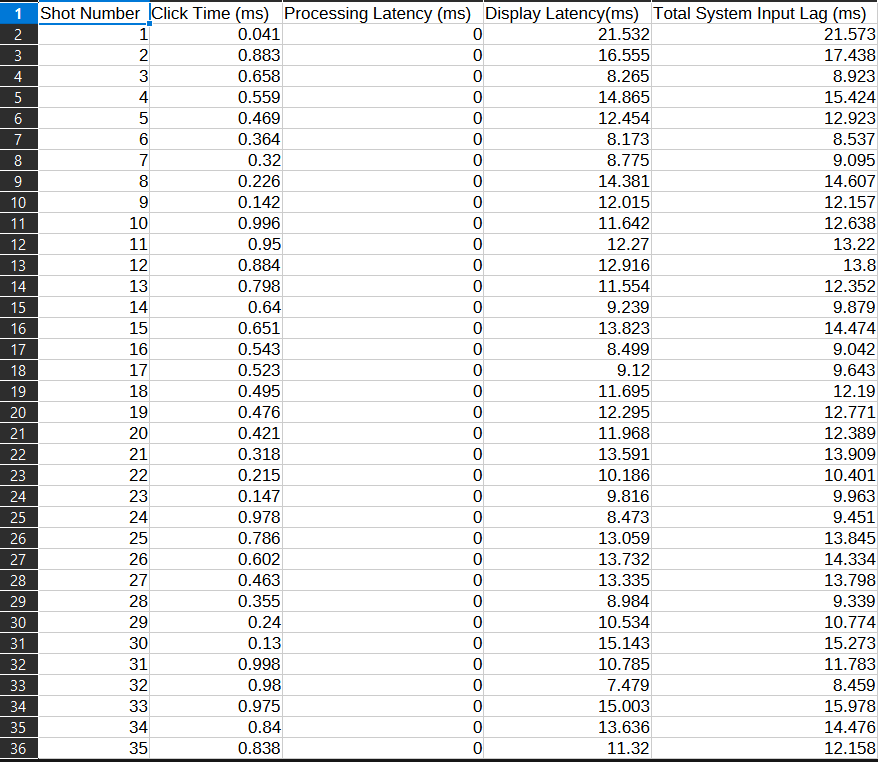 1 Shot Number Click Time (ms) Processing Latency (ms) Display Latency(ms) Total System Input Lag (ms)
2 1 0.041 0 21.532 21.573
3 2 0.883 0 16.555 17.438
4 3 0.658 0 8.265 8.923
5 4 0.559 0 14.865 15.424
6 5 0.469 0 12.454 12.923
7 6 0.364 0 8.173 8.537
8 7 0.32 0 8.775 9.095
9 8 0.226 0 14.381 14.607
10 9 0.142 0 12.015 12.157
11 10 0.996 0 11.642 12.638
12 11 0.95 0 12.27 13.22
13 12 0.884 0 12.916 13.8
14 13 0.798 0 11.554 12.352
15 14 0.64 0 9.239 9.879
16 15 0.651 0 13.823 14.474
17 16 0.543 0 8.499 9.042
18 17 0.523 0 9.12 9.643
19 18 0.495 0 11.695 12.19
20 19 0.476 0 12.295 12.771
21 20 0.421 0 11.968 12.389
22 21 0.318 0 13.591 13.909
23 22 0.215 0 10.186 10.401
24 23 0.147 0 9.816 9.963
25 24 0.978 0 8.473 9.451
26 25 0.786 0 13.059 13.845
27 26 0.602 0 13.732 14.334
28 27 0.463 0 13.335 13.798
29 28 0.355 0 8.984 9.339
30 29 0.24 0 10.534 10.774
31 30 0.13 0 15.143 15.273
32 31 0.998 0 10.785 11.783
33 32 0.98 0 7.479 8.459
34 33 0.975 0 15.003 15.978
35 34 0.84 0 13.636 14.476
36 35 0.838 0 11.32 12.158